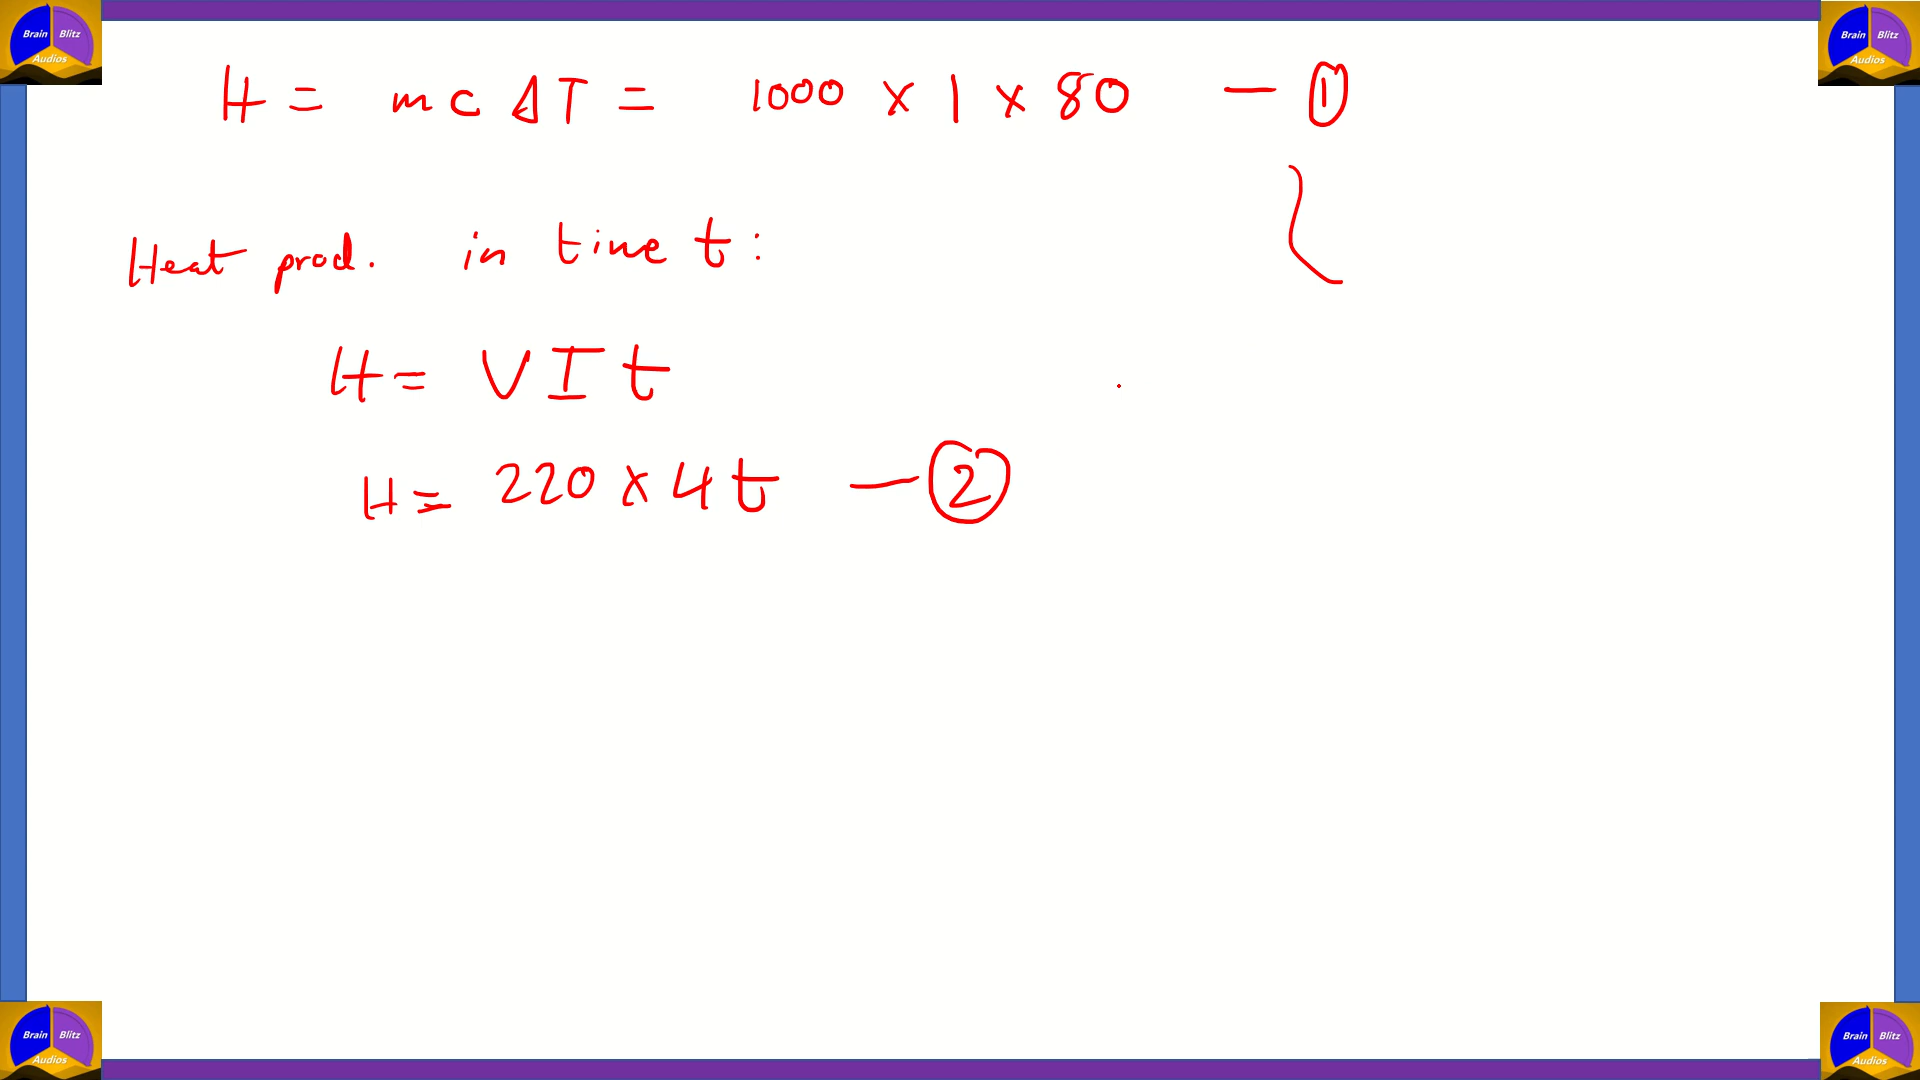 Brain Blitz Audios
Brain Blitz Audios
H = mcΔT = 1000 × 1 × 80 — ①
Heat prod. in time t:
H = VIt
H = 220 × 4t — ②
Brain Blitz Audios
Brain Blitz Audios